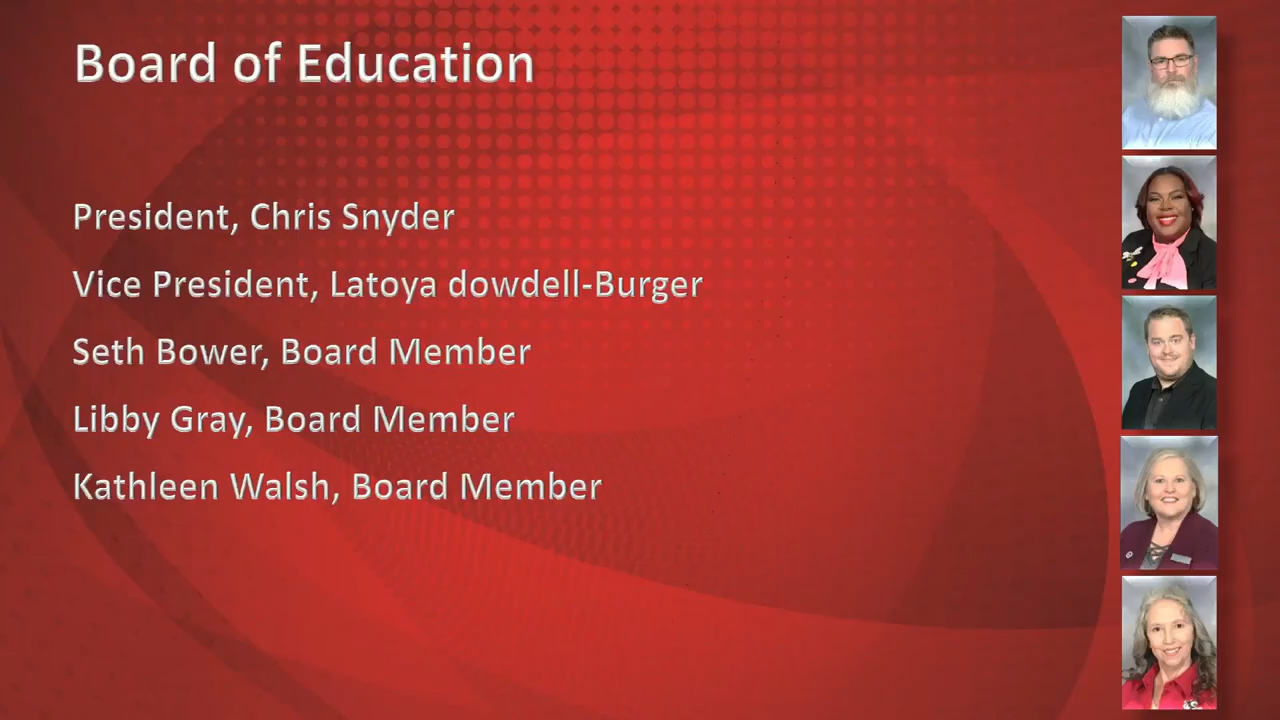 Board of Education
President, Chris Snyder
Vice President, Latoya dowdell-Burger
Seth Bower, Board Member
Libby Gray, Board Member
Kathleen Walsh, Board Member